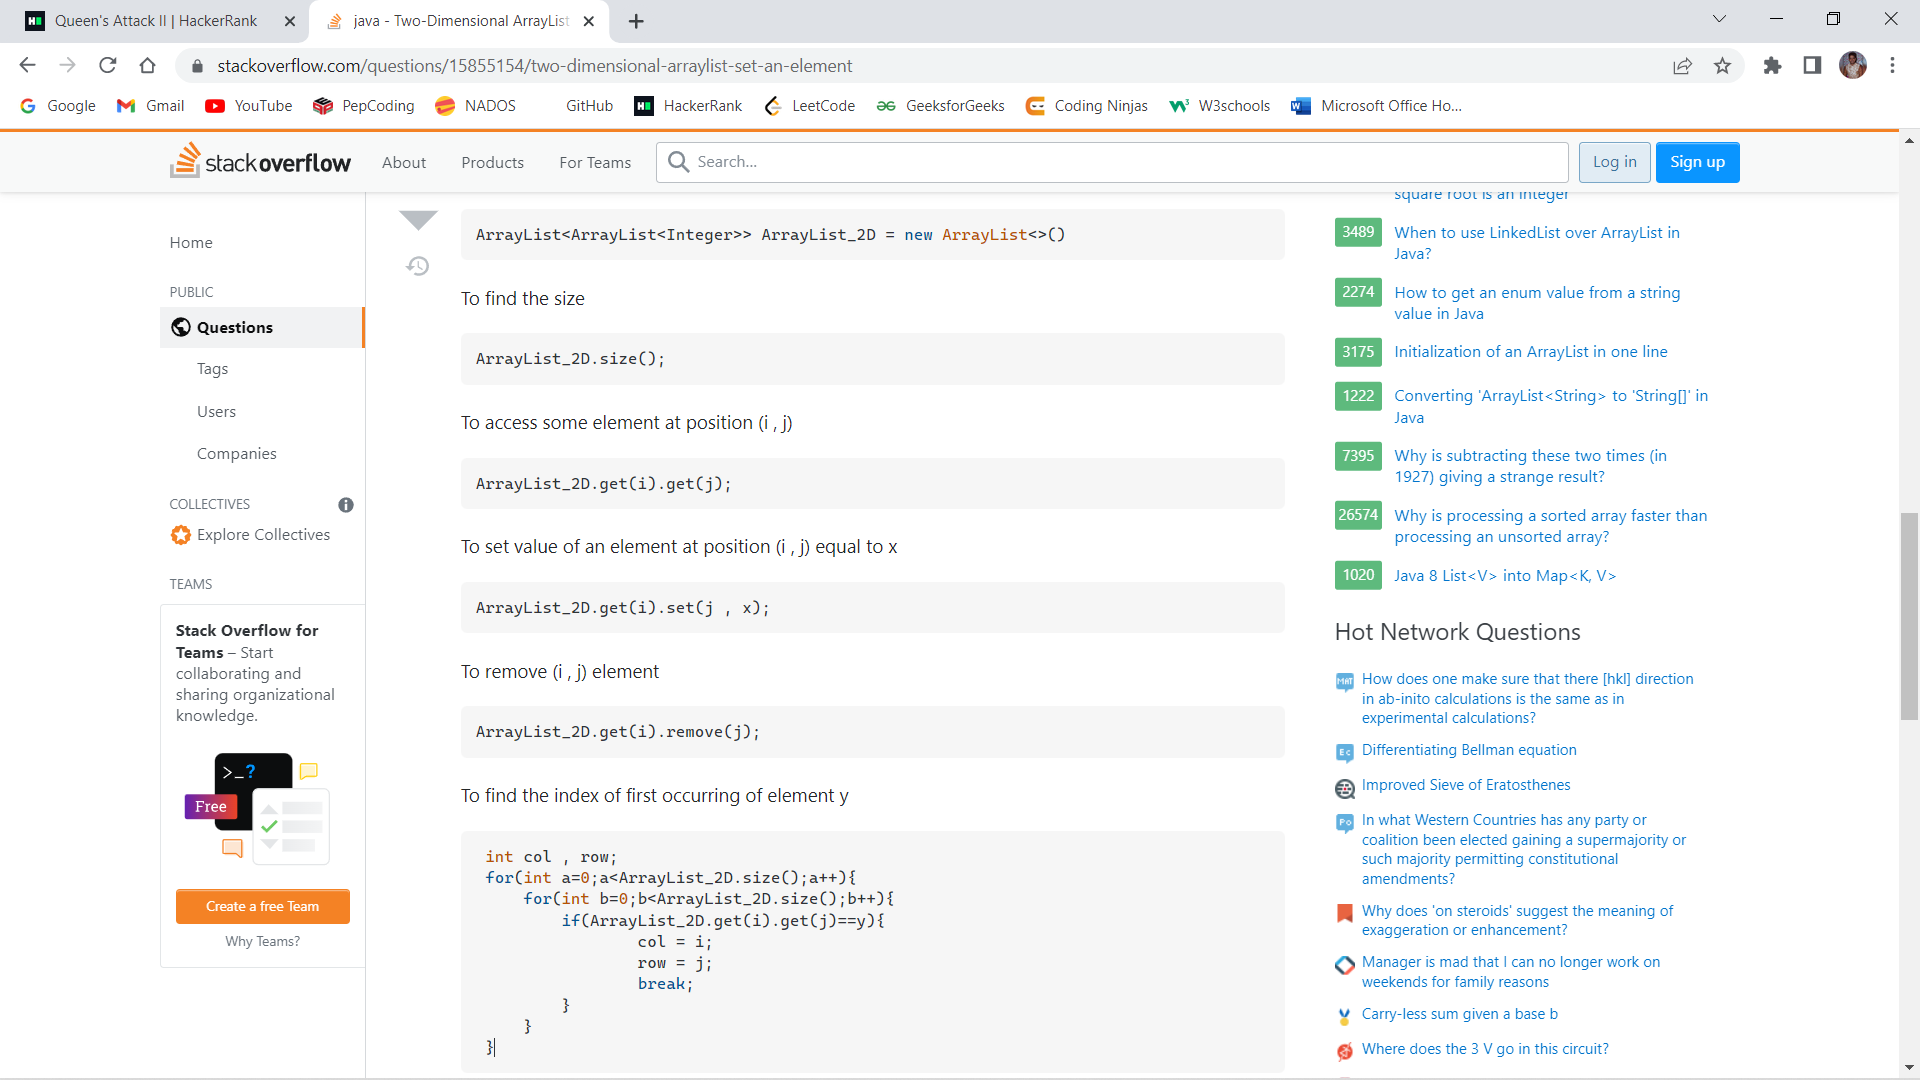 Queen's Attack II | HackerRank
java - Two-Dimensional ArrayList
stackoverflow.com/questions/15855154/two-dimensional-arraylist-set-an-element
Google
Gmail
YouTube
PepCoding
NADOS
GitHub
HackerRank
LeetCode
GeeksforGeeks
Coding Ninjas
W3schools
Microsoft Office Ho...
stackoverflow
About
Products
For Teams
Search...
Log in
Sign up
Home
PUBLIC
Questions
Tags
Users
Companies
COLLECTIVES
Explore Collectives
TEAMS
Stack Overflow for
Teams – Start
collaborating and
sharing organizational
knowledge.
>_?
Free
Create a free Team
Why Teams?
ArrayList<ArrayList<Integer>> ArrayList_2D = new ArrayList<>()
To find the size
ArrayList_2D.size();
To access some element at position (i , j)
ArrayList_2D.get(i).get(j);
To set value of an element at position (i , j) equal to x
ArrayList_2D.get(i).set(j , x);
To remove (i , j) element
ArrayList_2D.get(i).remove(j);
To find the index of first occurring of element y
int col , row;
for(int a=0;a<ArrayList_2D.size();a++){
for(int b=0;b<ArrayList_2D.size();b++){
if(ArrayList_2D.get(i).get(j)==y){
col = i;
row = j;
break;
}
}
}
square root is an integer
3489 When to use LinkedList over ArrayList in
Java?
2274 How to get an enum value from a string
value in Java
3175 Initialization of an ArrayList in one line
1222 Converting 'ArrayList<String> to 'String[]' in
Java
7395 Why is subtracting these two times (in
1927) giving a strange result?
26574 Why is processing a sorted array faster than
processing an unsorted array?
1020 Java 8 List<V> into Map<K, V>
Hot Network Questions
How does one make sure that there [hkl] direction
in ab-inito calculations is the same as in
experimental calculations?
Differentiating Bellman equation
Improved Sieve of Eratosthenes
In what Western Countries has any party or
coalition been elected gaining a supermajority or
such majority permitting constitutional
amendments?
Why does 'on steroids' suggest the meaning of
exaggeration or enhancement?
Manager is mad that I can no longer work on
weekends for family reasons
Carry-less sum given a base b
Where does the 3 V go in this circuit?